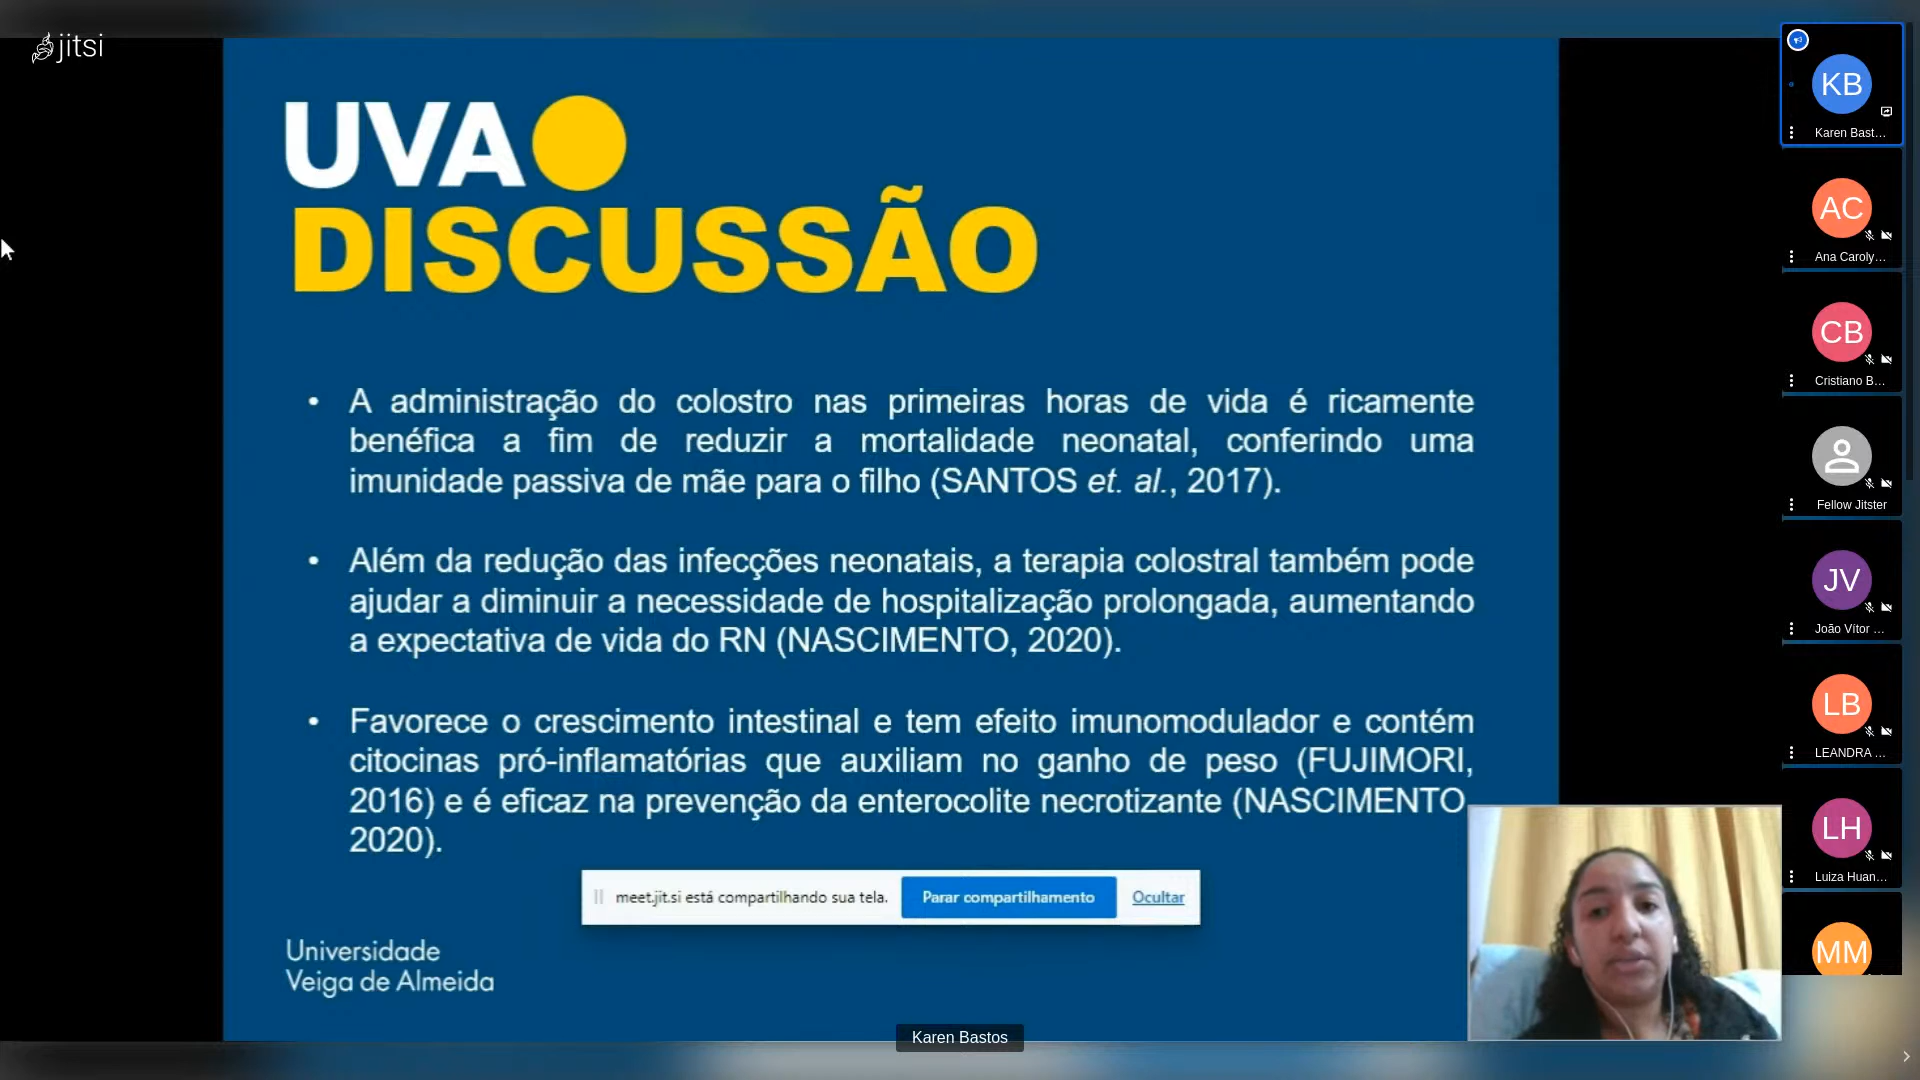 jitsi
UVA
DISCUSSÃO
• A administração do colostro nas primeiras horas de vida é ricamente
benéfica a fim de reduzir a mortalidade neonatal, conferindo uma
imunidade passiva de mãe para o filho (SANTOS et. al., 2017).
• Além da redução das infecções neonatais, a terapia colostral também pode
ajudar a diminuir a necessidade de hospitalização prolongada, aumentando
a expectativa de vida do RN (NASCIMENTO, 2020).
• Favorece o crescimento intestinal e tem efeito imunomodulador e contém
citocinas pró-inflamatórias que auxiliam no ganho de peso (FUJIMORI,
2016) e é eficaz na prevenção da enterocolite necrotizante (NASCIMENTO,
2020).
meet.jit.si está compartilhando sua tela. Parar compartilhamento Ocultar
Universidade
Veiga de Almeida
Karen Bastos
KB
Karen Bast...
AC
Ana Caroly...
CB
Cristiano B...
Fellow Jitster
JV
João Vítor ...
LB
LEANDRA ...
LH
Luiza Huan...
MM